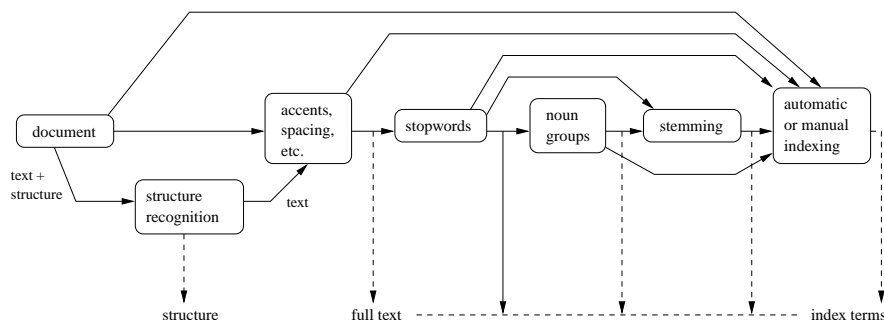 document
text +
structure
structure
recognition
text
accents,
spacing,
etc.
stopwords
noun
groups
stemming
automatic
or manual
indexing
structure
full text
index terms